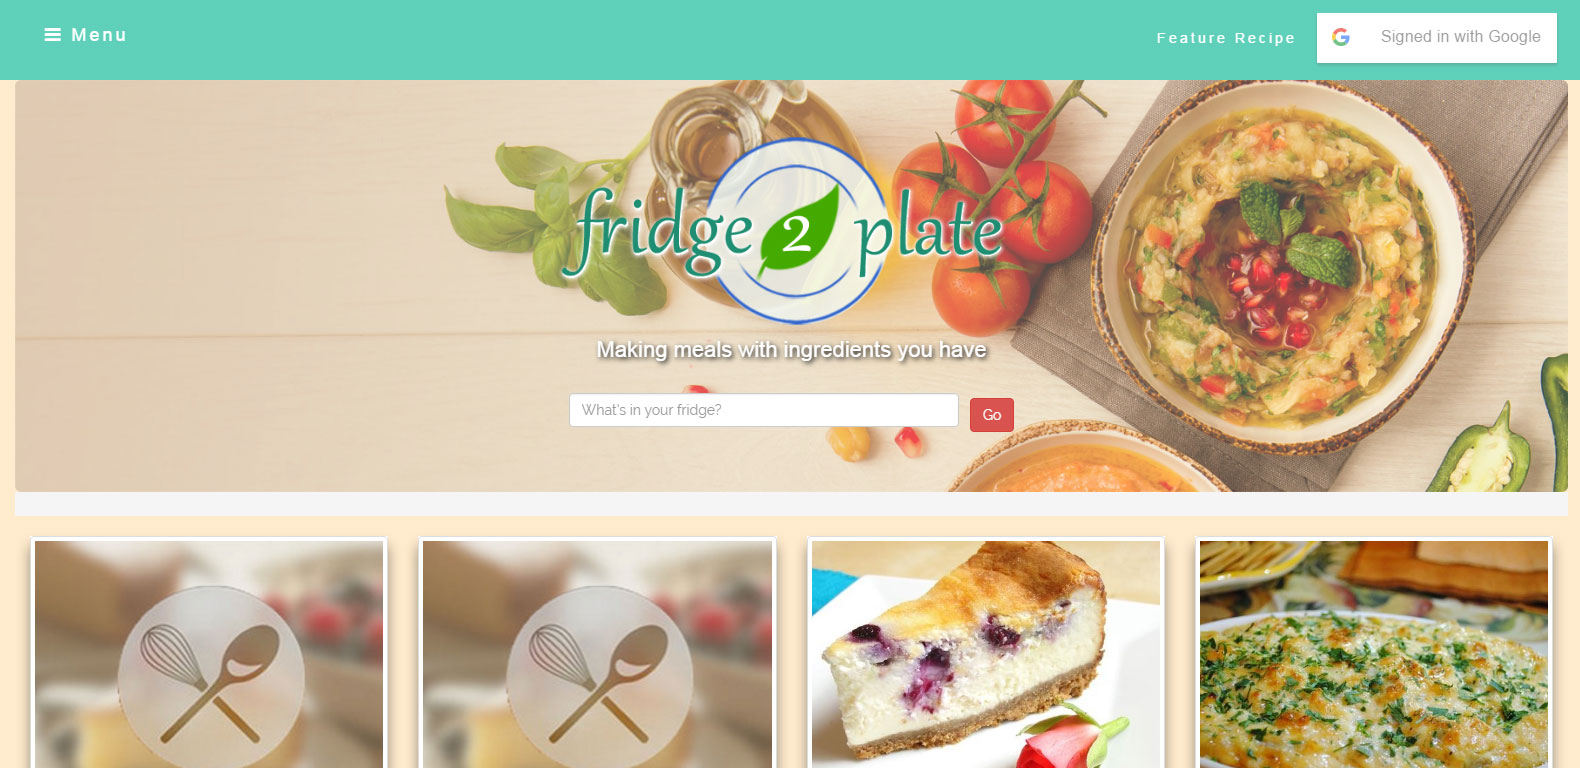 Menu
Feature Recipe
Signed in with Google
fridge 2 plate
Making meals with ingredients you have
What's in your fridge?
Go